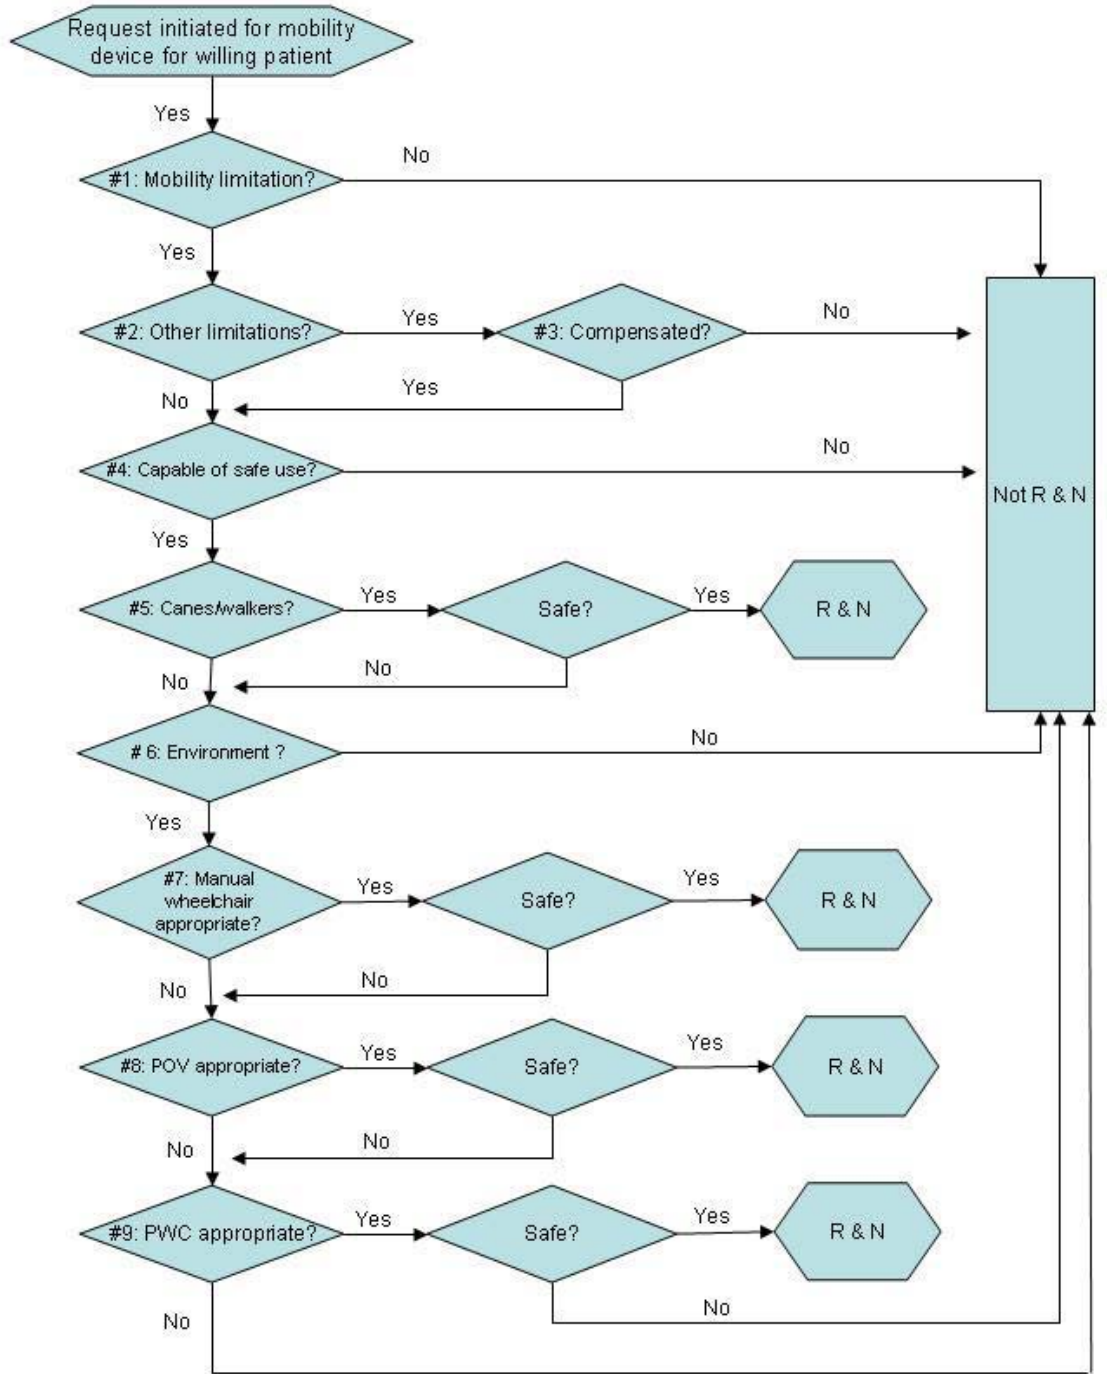 Request initiated for mobility
device for willing patient
Yes
#1: Mobility limitation?
No
Yes
#2: Other limitations?
Yes
#3: Compensated?
No
Yes
No
#4: Capable of safe use?
No
Not R & N
Yes
#5: Canes/walkers?
Yes
Safe?
Yes
R & N
No
No
# 6: Environment ?
No
Yes
#7: Manual
wheelchair
appropriate?
Yes
Safe?
Yes
R & N
No
No
#8: POV appropriate?
Yes
Safe?
Yes
R & N
No
No
#9: PWC appropriate?
Yes
Safe?
Yes
R & N
No
No